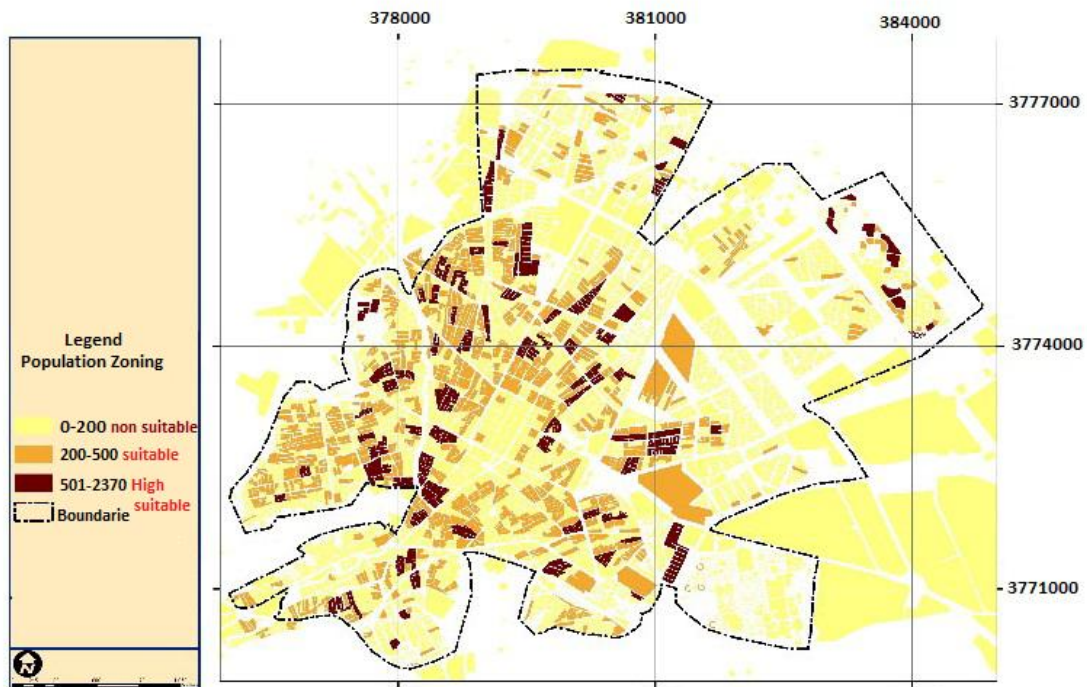 378000
381000
384000
3777000
3774000
3771000
Legend
Population Zoning
0-200 non suitable
200-500 suitable
501-2370 High
suitable
Boundarie
N